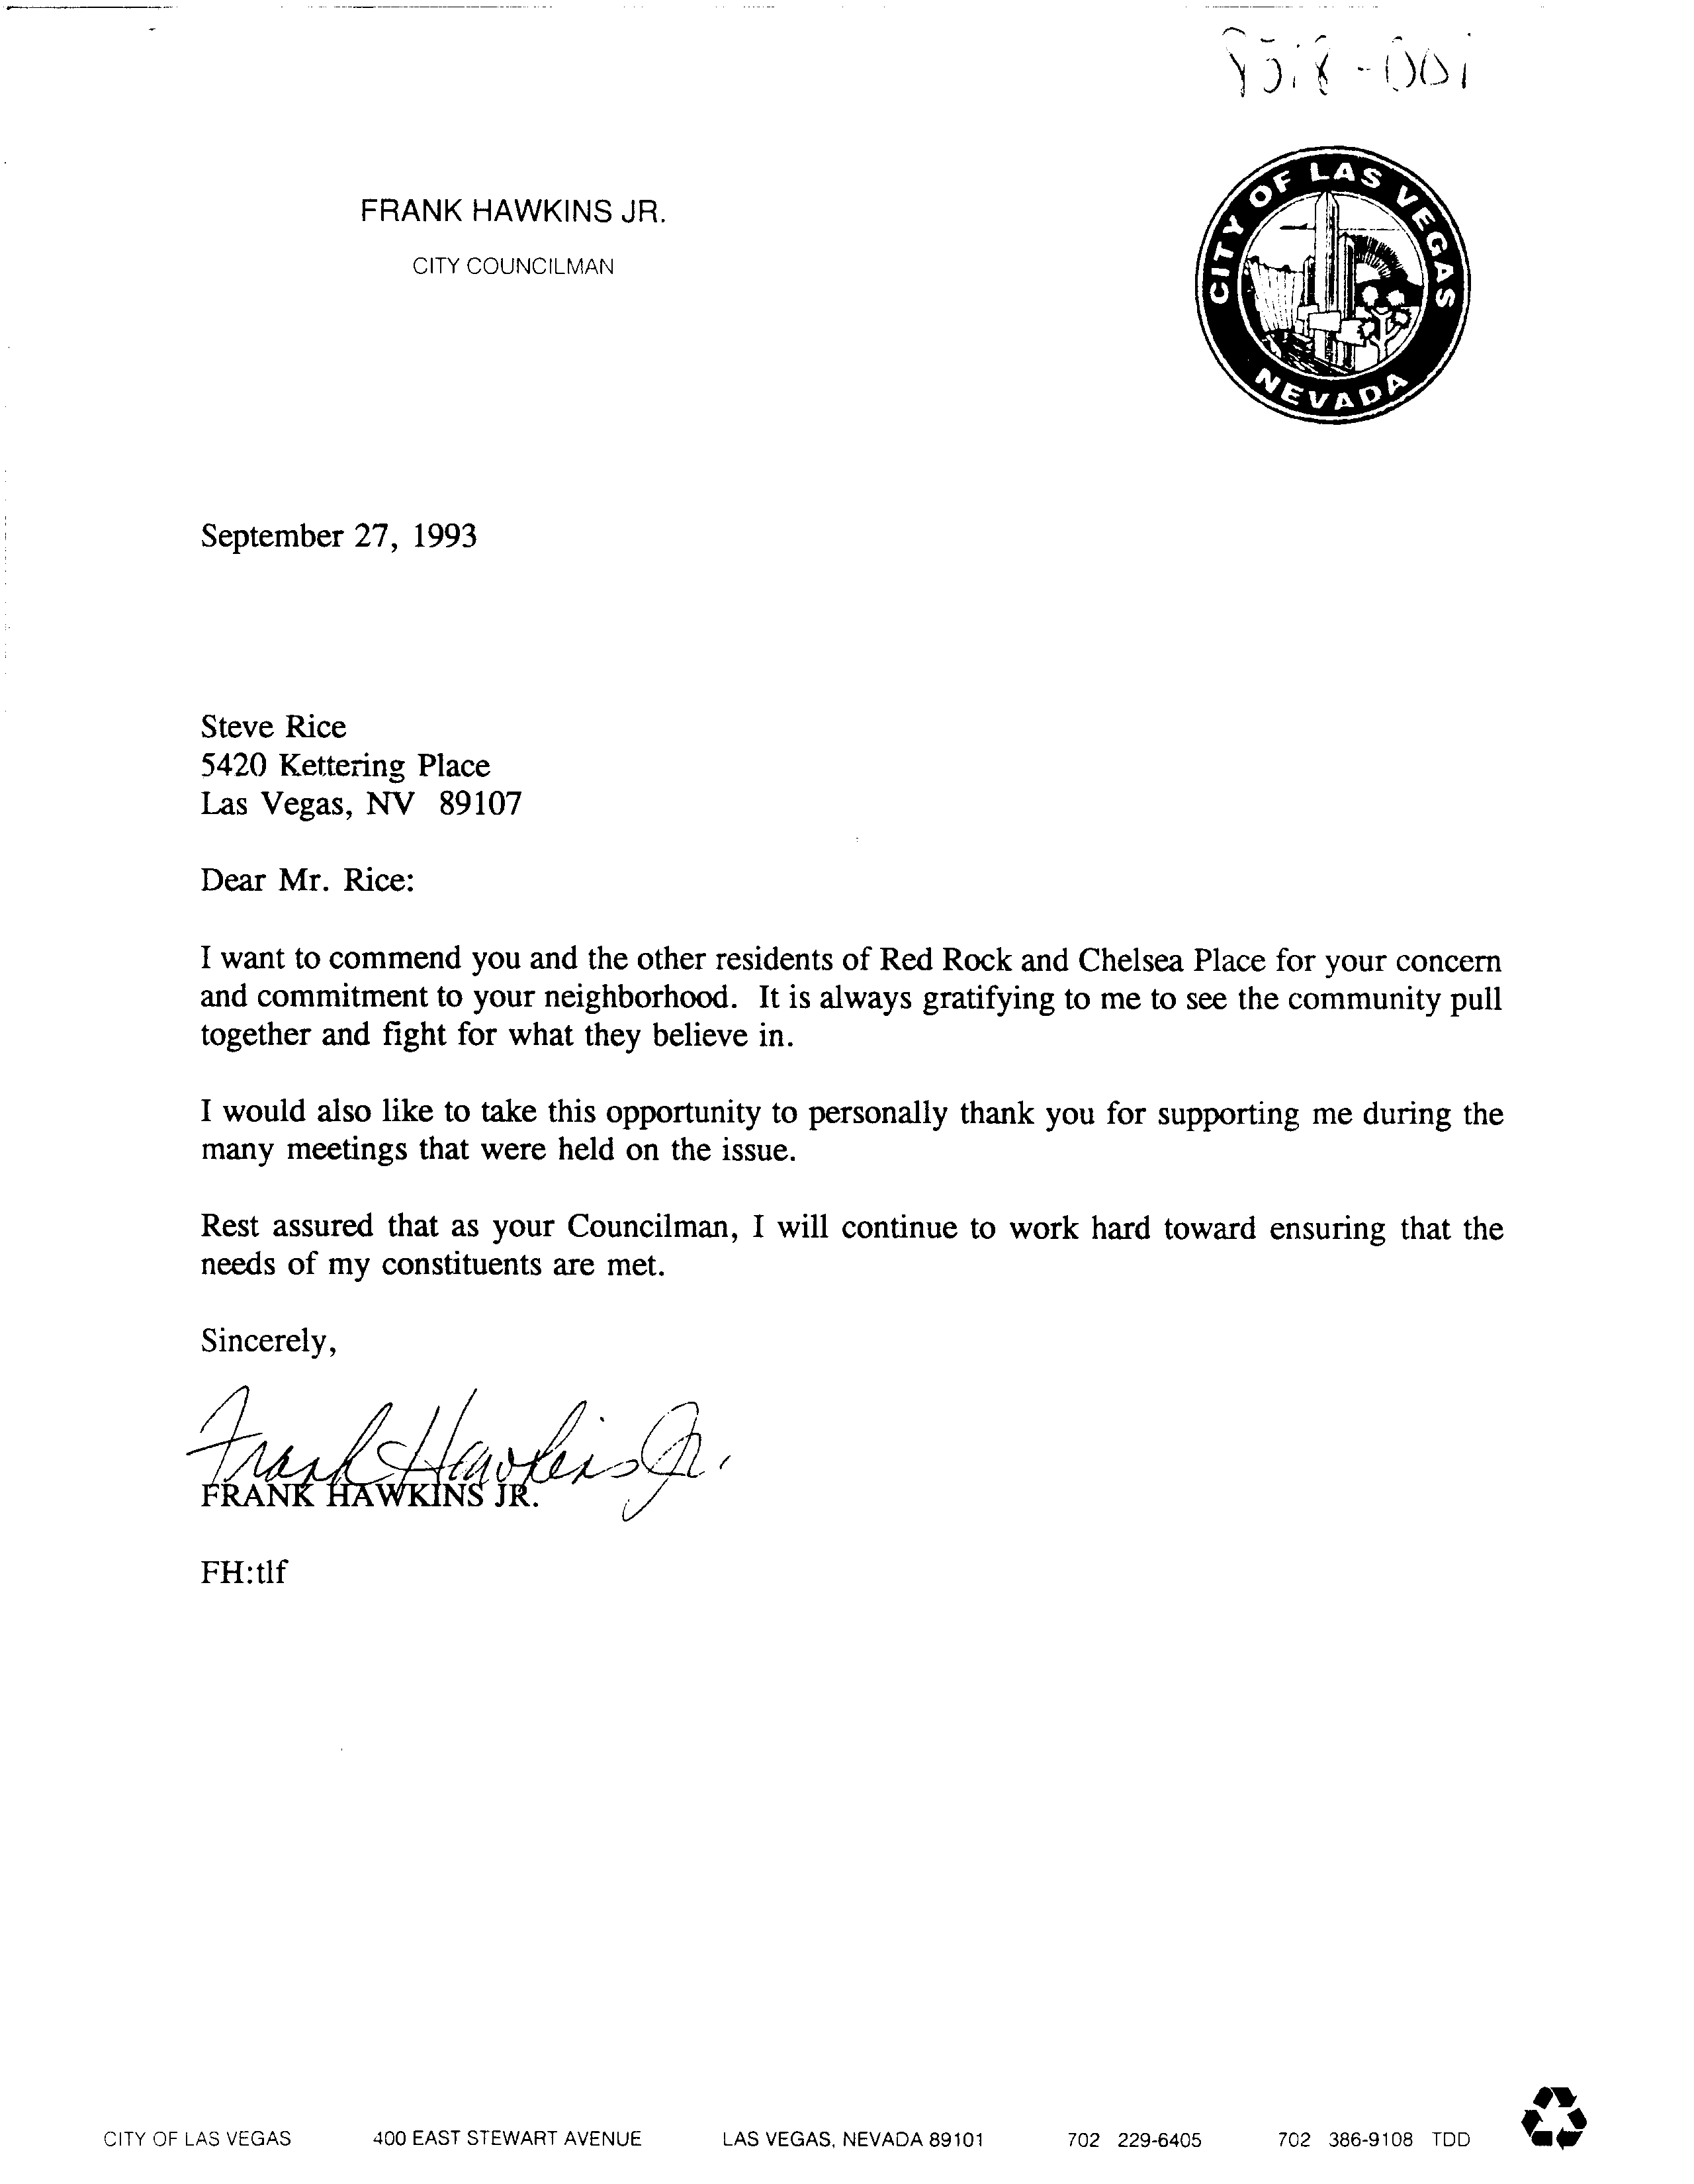 FRANK HAWKINS JR.
CITY COUNCILMAN
CITY OF LAS VEGAS
NEVADA
September 27, 1993
Steve Rice
5420 Kettering Place
Las Vegas, NV 89107
Dear Mr. Rice:
I want to commend you and the other residents of Red Rock and Chelsea Place for your concern
and commitment to your neighborhood. It is always gratifying to me to see the community pull
together and fight for what they believe in.
I would also like to take this opportunity to personally thank you for supporting me during the
many meetings that were held on the issue.
Rest assured that as your Councilman, I will continue to work hard toward ensuring that the
needs of my constituents are met.
Sincerely,
Frank Hawkins Jr.
FRANK HAWKINS JR.
FH:tlf
CITY OF LAS VEGAS 400 EAST STEWART AVENUE LAS VEGAS, NEVADA 89101 702 229-6405 702 386-9108 TDD